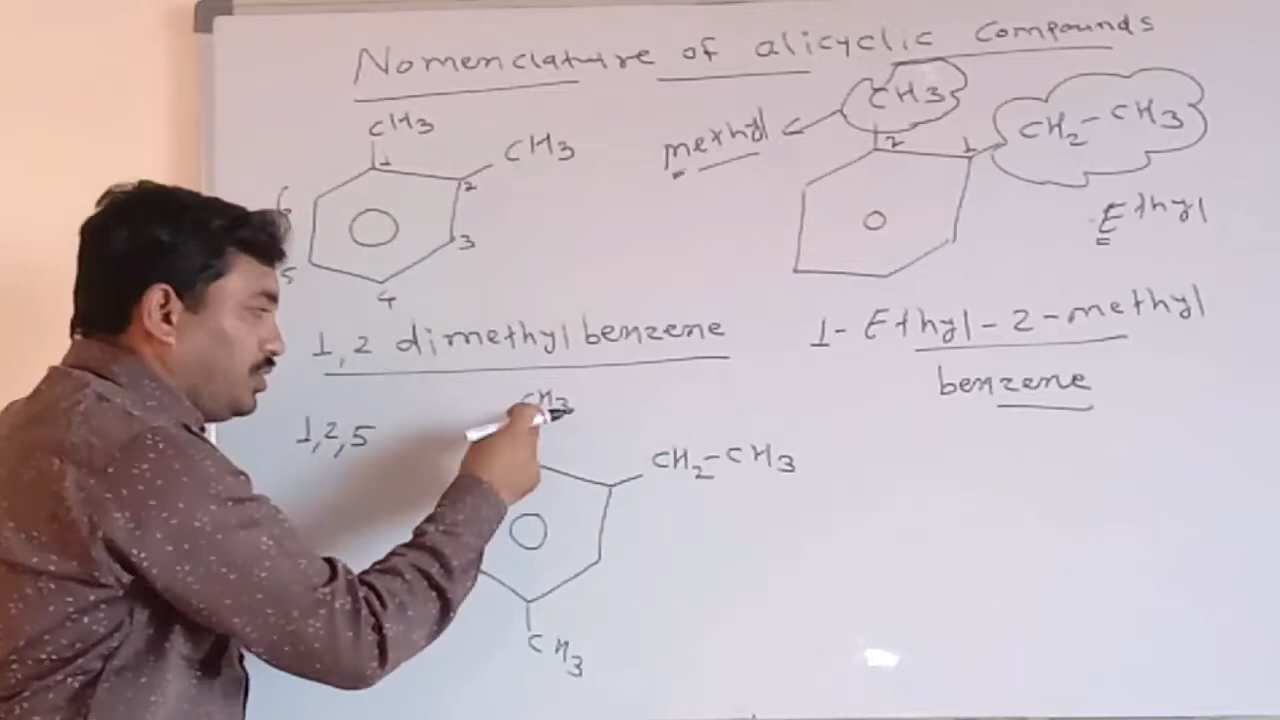 Nomenclature of alicyclic compounds
CH3
CH3
1
2
3
4
5
6
1,2 dimethyl benzene
methyl
CH3
2
1
CH2-CH3
Ethyl
1- Ethyl-2-methyl
benzene
1,2,5
CH3
CH2-CH3
CH3